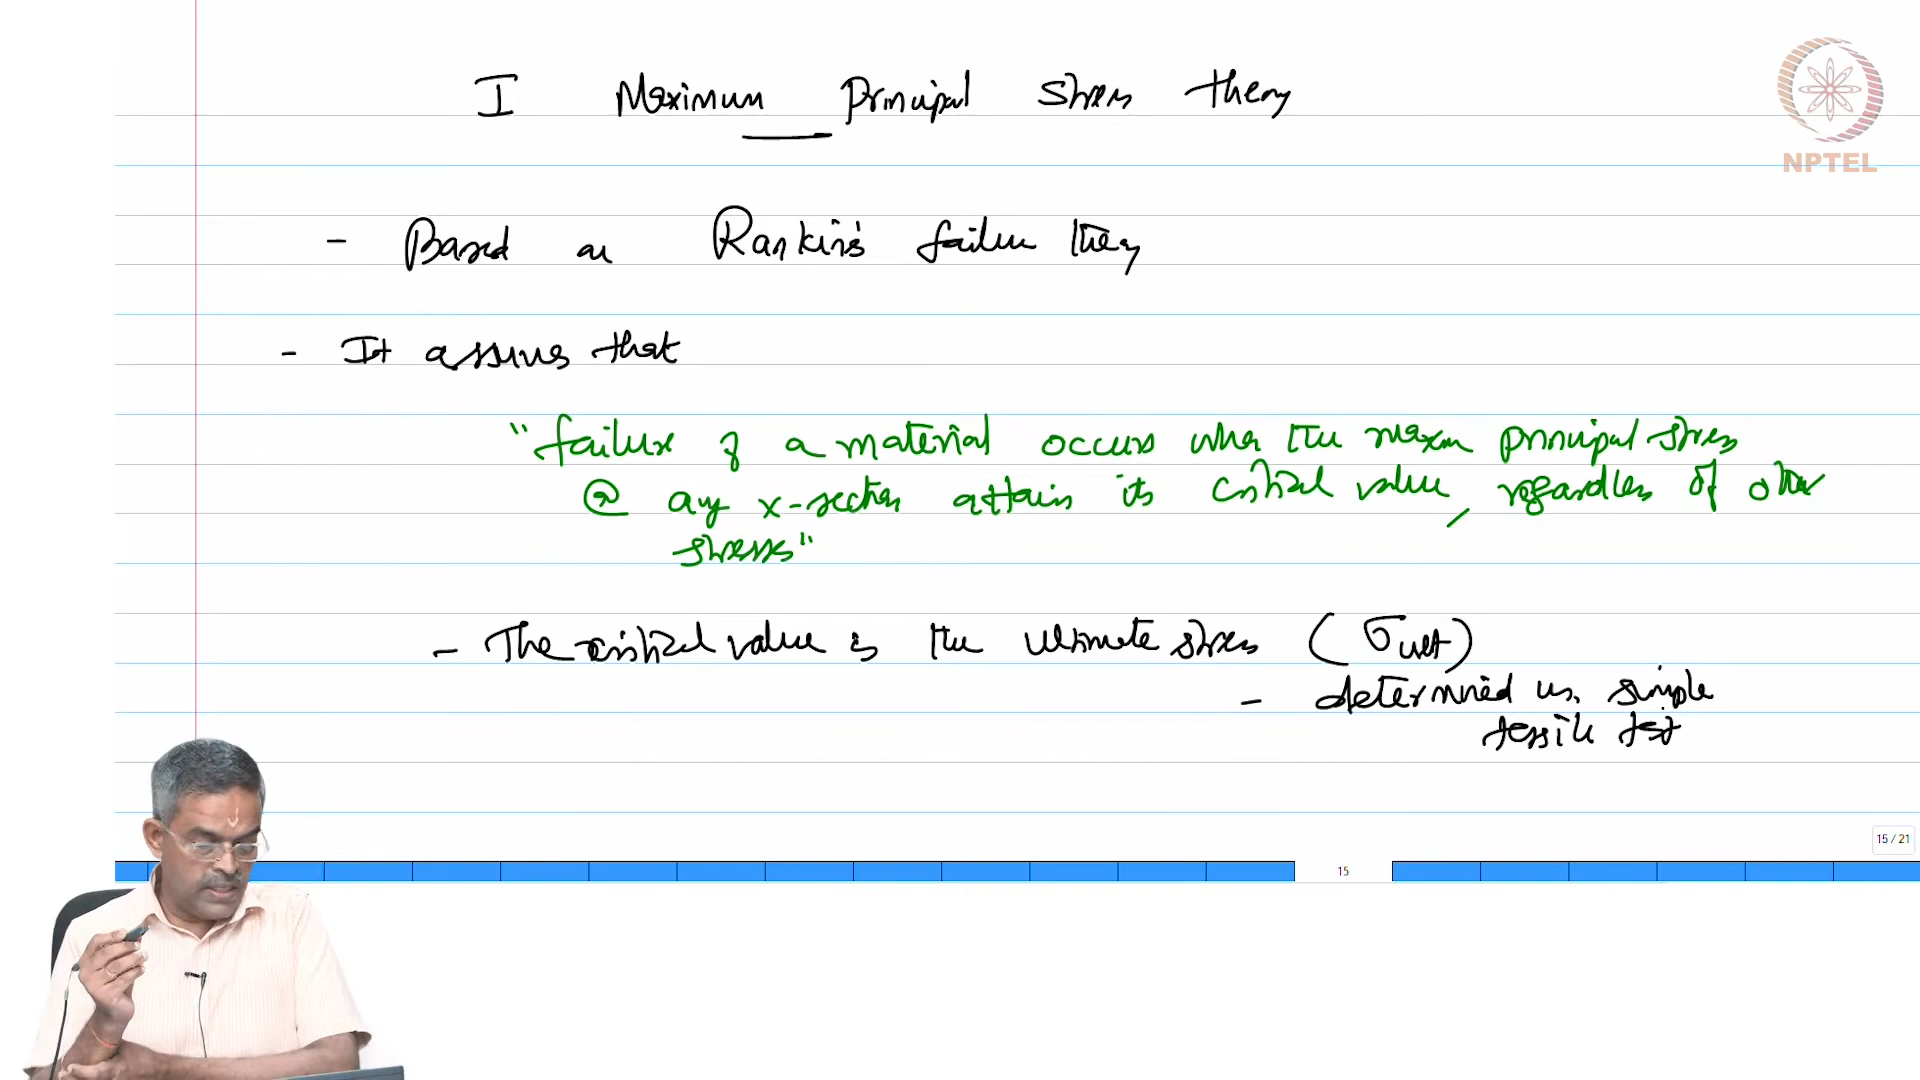 I Maximum principal stress theory
NPTEL
- Based on Rankin's failure theory
- It assumes that
"failure of a material occurs when the maxm principal stress
@ any x-section attains its critical value, regardless of other
stresses"
- The critical value is the ultimate stress (σult)
- determined us. simple
tensile test
15 / 21
15